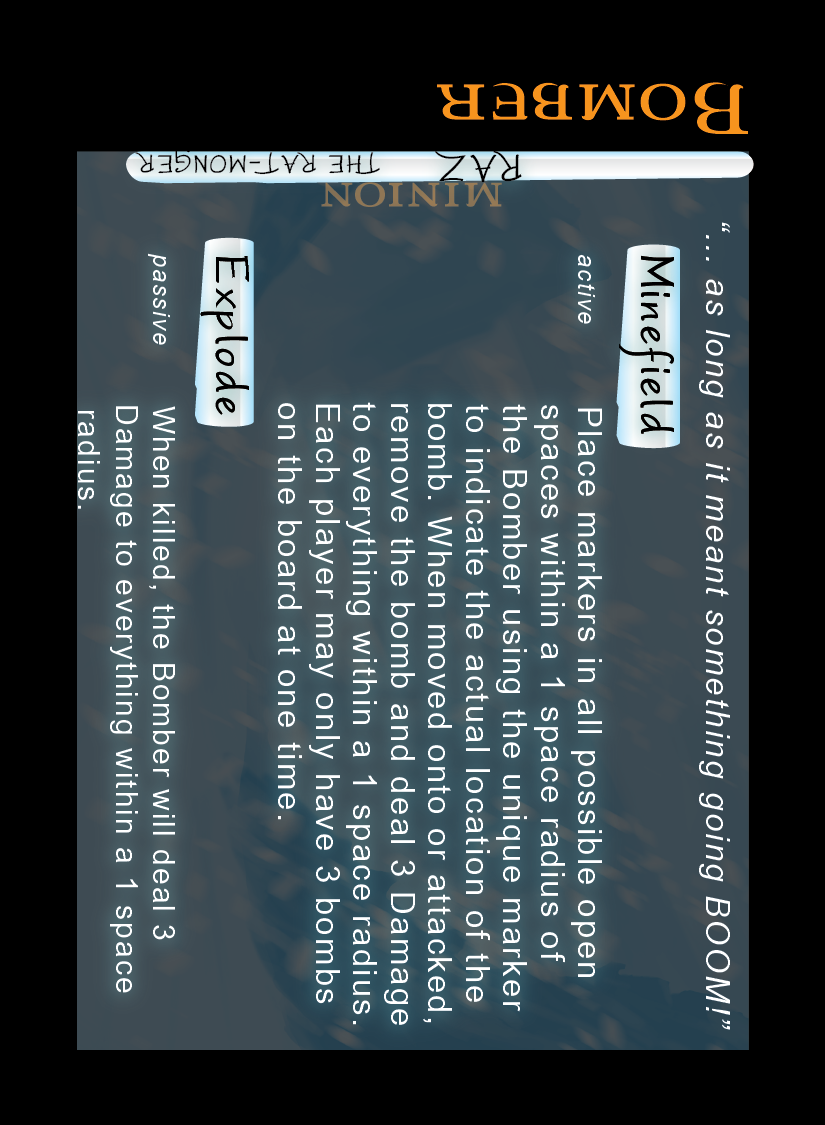 BOMBER
RAZ THE RAT-MONGER
MINION
“... as long as it meant something going BOOM!”
Minefield
active
Place markers in all possible open
spaces within a 1 space radius of
the Bomber using the unique marker
to indicate the actual location of the
bomb. When moved onto or attacked,
remove the bomb and deal 3 Damage
to everything within a 1 space radius.
Each player may only have 3 bombs
on the board at one time.
Explode
passive
When killed, the Bomber will deal 3
Damage to everything within a 1 space
radius.